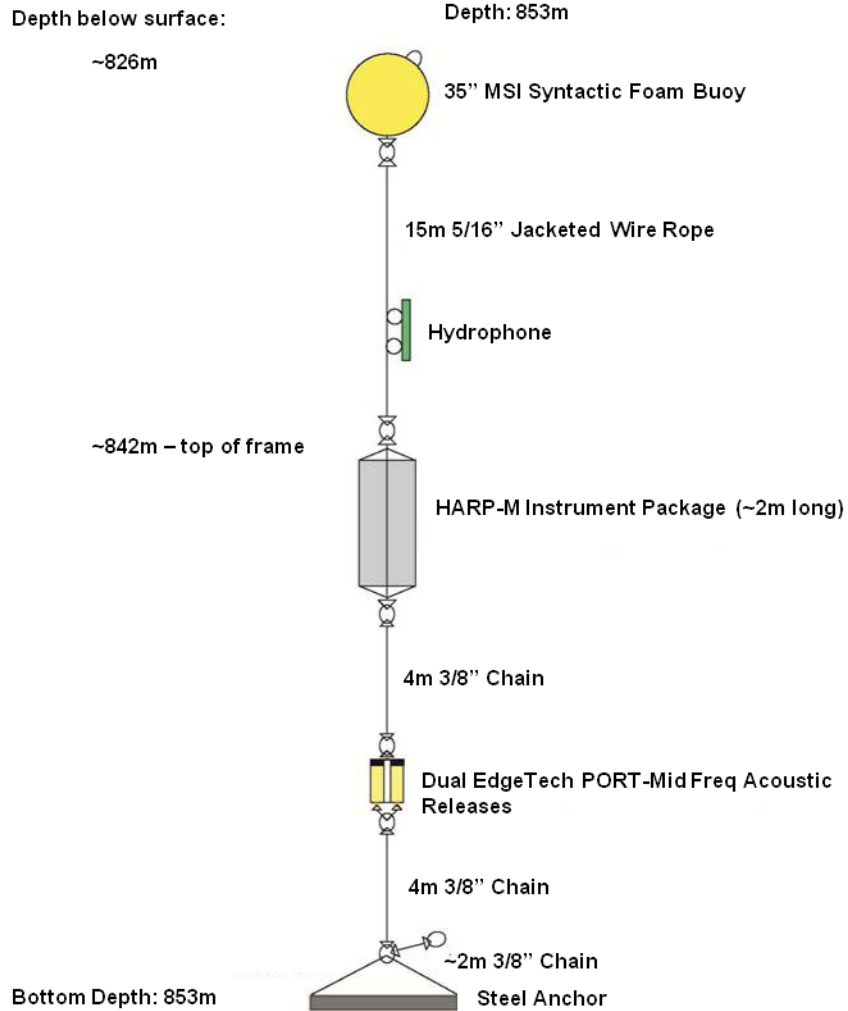 Depth below surface:
Depth: 853m
~826m
35” MSI Syntactic Foam Buoy
15m 5/16” Jacketed Wire Rope
Hydrophone
~842m – top of frame
HARP-M Instrument Package (~2m long)
4m 3/8” Chain
Dual EdgeTech PORT-Mid Freq Acoustic
Releases
4m 3/8” Chain
~2m 3/8” Chain
Bottom Depth: 853m
Steel Anchor